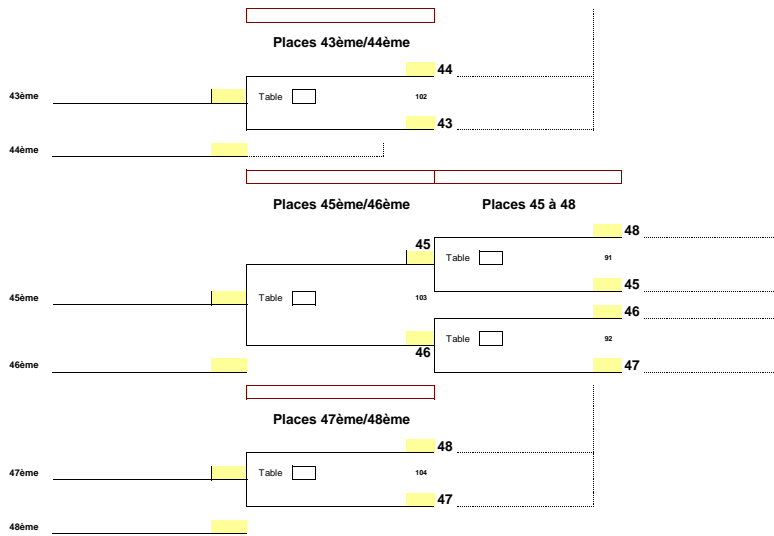 Places 43ème/44ème
44
43ème
Table
102
43
44ème
Places 45ème/46ème
Places 45 à 48
48
45
Table
91
45
45ème
Table
103
46
Table
92
46
46ème
47
Places 47ème/48ème
48
47ème
Table
104
47
48ème